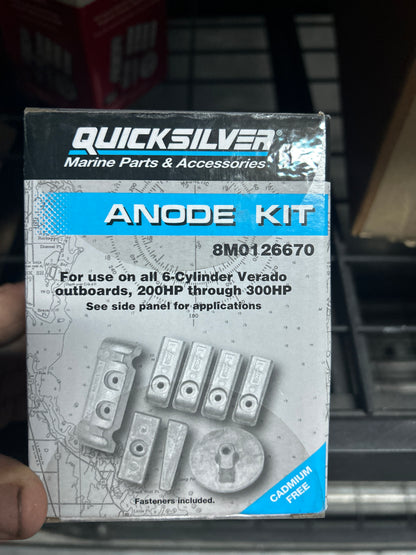 QUICKSILVER®
Marine Parts & Accessories
ANODE KIT
8M0126670
For use on all 6-Cylinder Verado
outboards, 200HP through 300HP
See side panel for applications
Fasteners included.
CADMIUM
FREE